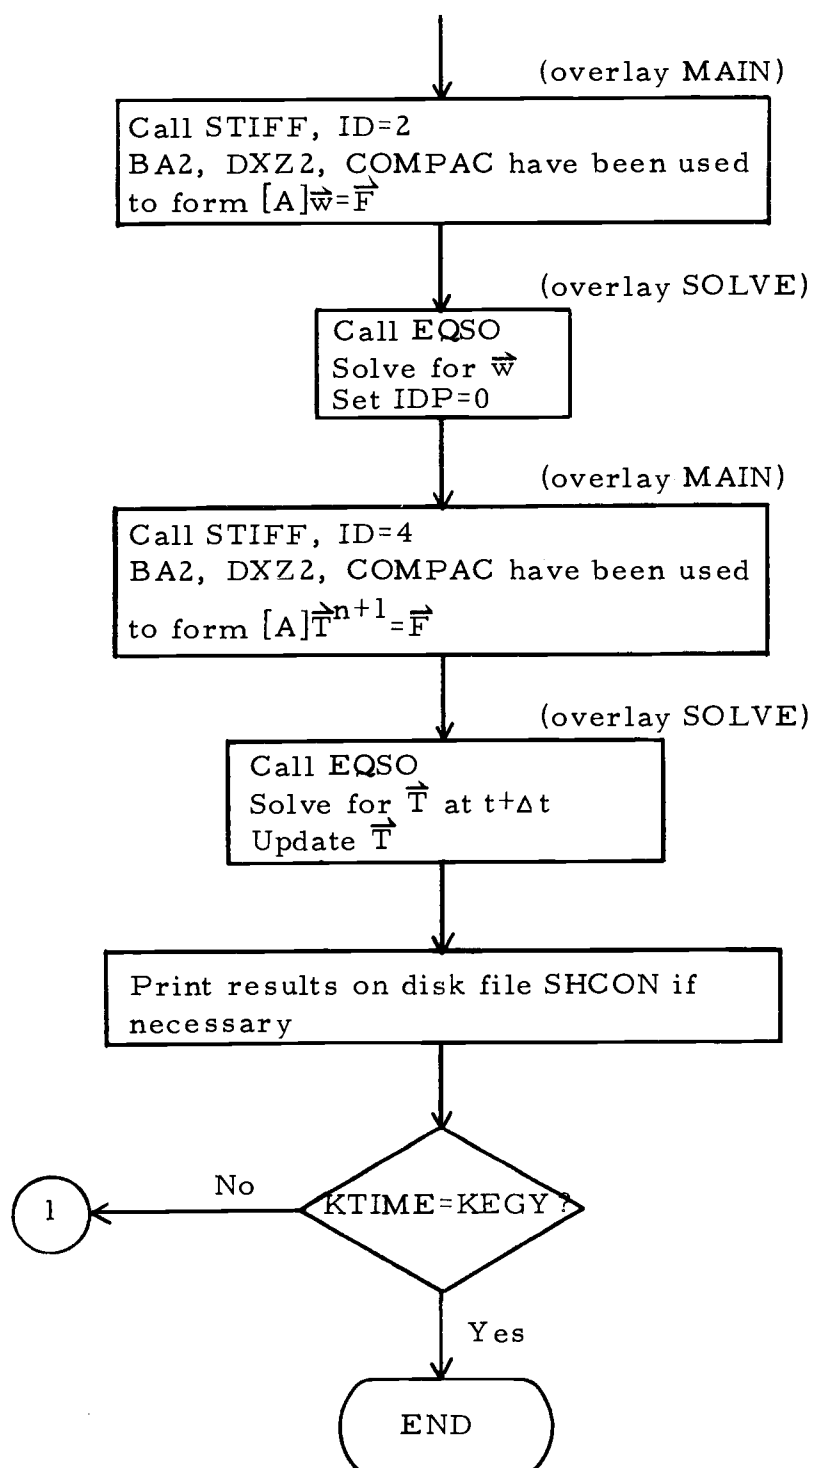 (overlay MAIN)
Call STIFF, ID=2
BA2, DXZ2, COMPAC have been used
to form [A]w⃗=F⃗
(overlay SOLVE)
Call EQSO
Solve for w⃗
Set IDP=0
(overlay MAIN)
Call STIFF, ID=4
BA2, DXZ2, COMPAC have been used
to form [A]T⃗ⁿ⁺¹=F⃗
(overlay SOLVE)
Call EQSO
Solve for T⃗ at t+Δt
Update T⃗
Print results on disk file SHCON if
necessary
KTIME=KEGY?
No
1
Yes
END